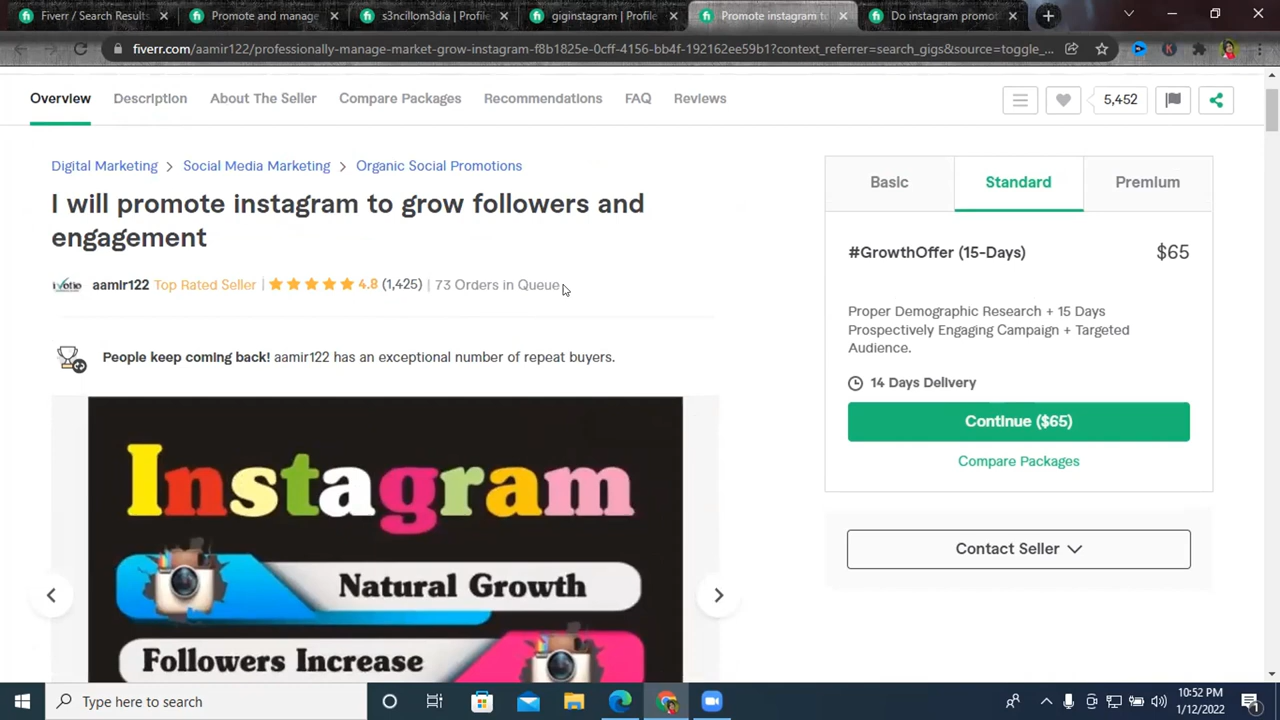 Fiverr / Search Results
Promote and manage
s3ncillom3dia | Profile
giginstagram | Profile
Promote instagram to
Do instagram promot
fiverr.com/aamir122/professionally-manage-market-grow-instagram-f8b1825e-0cff-4156-bb4f-192162ee59b1?context_referrer=search_gigs&source=toggle_...
K
Overview
Description
About The Seller
Compare Packages
Recommendations
FAQ
Reviews
5,452
Digital Marketing > Social Media Marketing > Organic Social Promotions
I will promote instagram to grow followers and
engagement
aamir122 Top Rated Seller | 4.8 (1,425) | 73 Orders in Queue
People keep coming back! aamir122 has an exceptional number of repeat buyers.
Instagram
Natural Growth
Followers Increase
Basic
Standard
Premium
#GrowthOffer (15-Days)
$65
Proper Demographic Research + 15 Days
Prospectively Engaging Campaign + Targeted
Audience.
14 Days Delivery
Continue ($65)
Compare Packages
Contact Seller
Type here to search
10:52 PM
1/12/2022
1